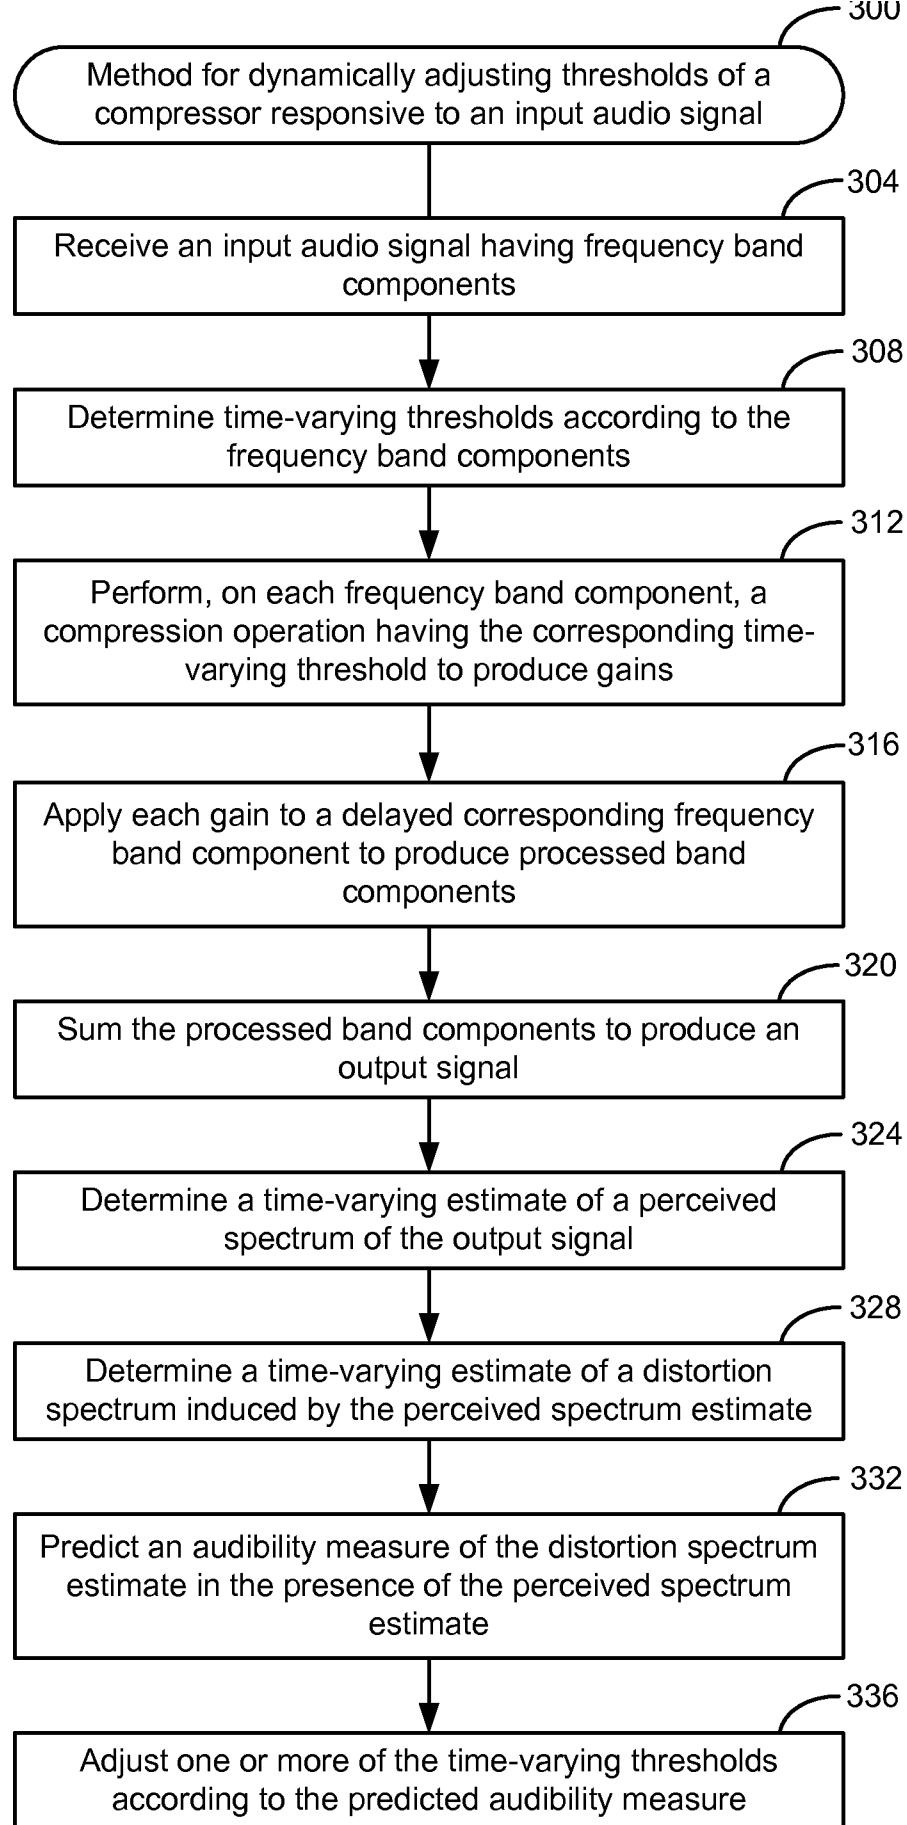 300
Method for dynamically adjusting thresholds of a
compressor responsive to an input audio signal
304
Receive an input audio signal having frequency band
components
308
Determine time-varying thresholds according to the
frequency band components
312
Perform, on each frequency band component, a
compression operation having the corresponding time-
varying threshold to produce gains
316
Apply each gain to a delayed corresponding frequency
band component to produce processed band
components
320
Sum the processed band components to produce an
output signal
324
Determine a time-varying estimate of a perceived
spectrum of the output signal
328
Determine a time-varying estimate of a distortion
spectrum induced by the perceived spectrum estimate
332
Predict an audibility measure of the distortion spectrum
estimate in the presence of the perceived spectrum
estimate
336
Adjust one or more of the time-varying thresholds
according to the predicted audibility measure